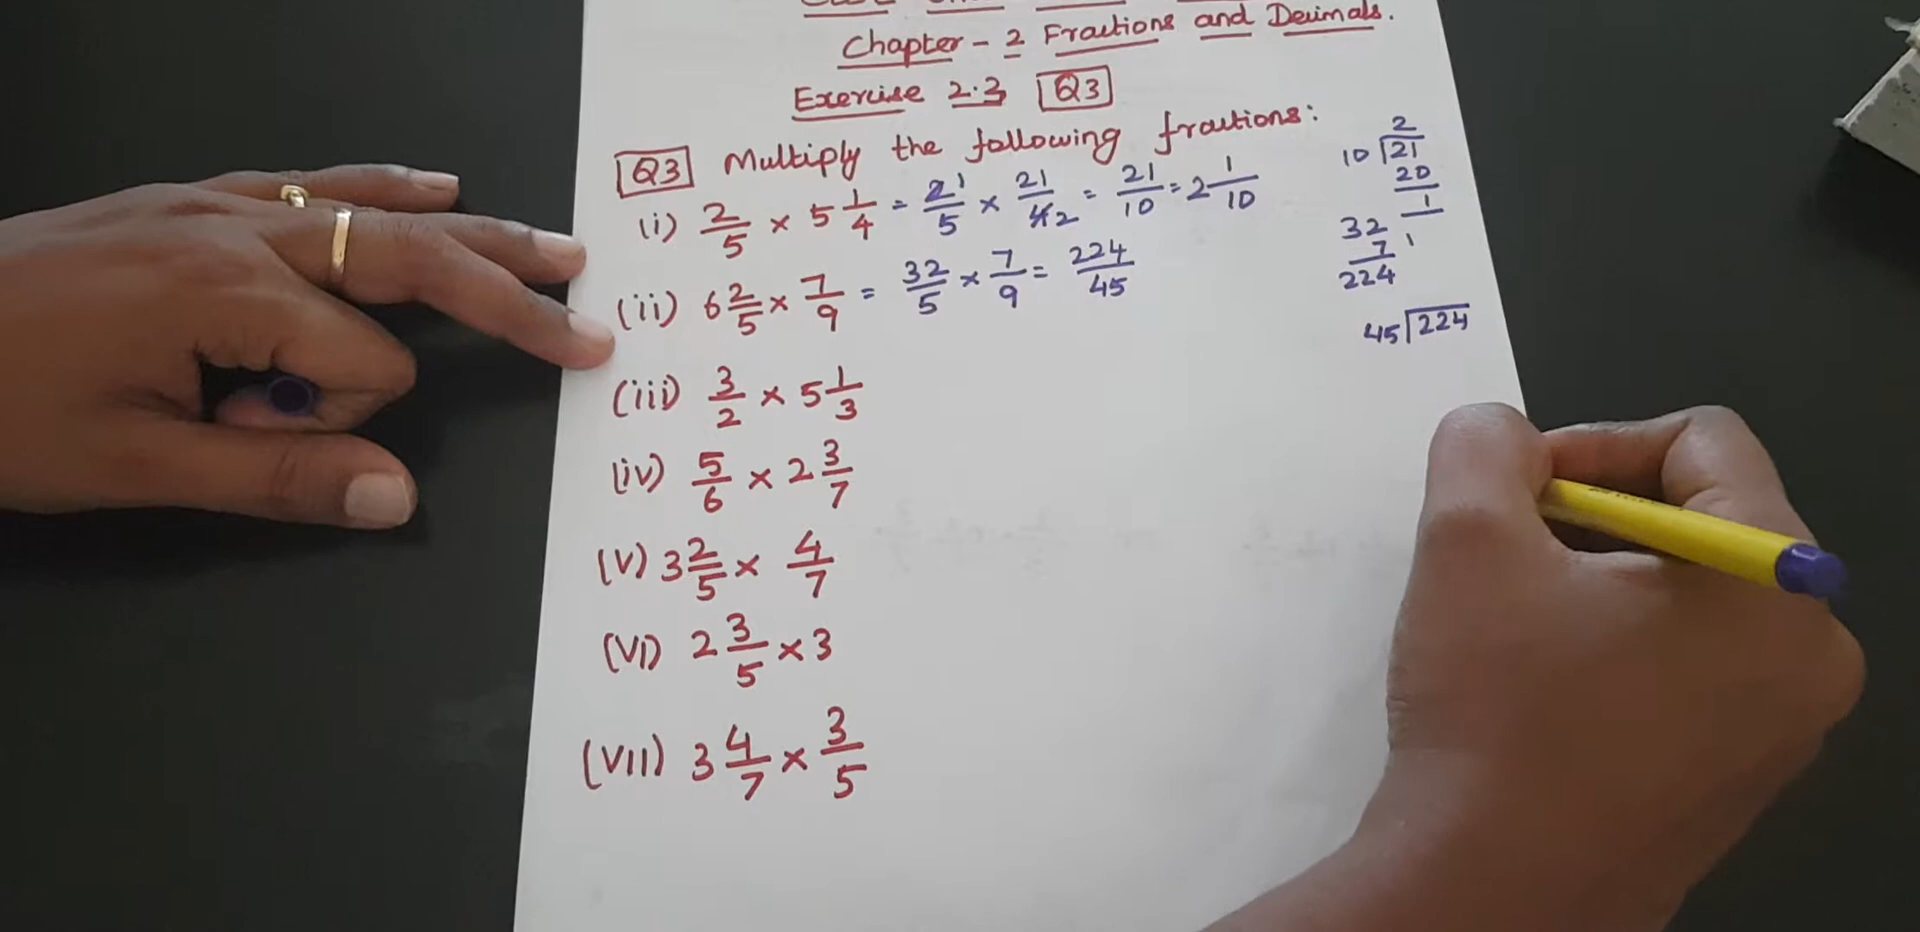 Chapter - 2 Fractions and Decimals.
Exercise 2.3 Q3
Q3 Multiply the following fractions:
(i) 2/5 × 5 1/4 = 2 1/5 × 21/4 2 = 21/10 = 2 1/10
(ii) 6 2/5 × 7/9 = 32/5 × 7/9 = 224/45
(iii) 3/2 × 5 1/3
(iv) 5/6 × 2 3/7
(V) 3 2/5 × 4/7
(VI) 2 3/5 × 3
(VII) 3 4/7 × 3/5
2
10 21
20
1
32
7 1
224
45 224